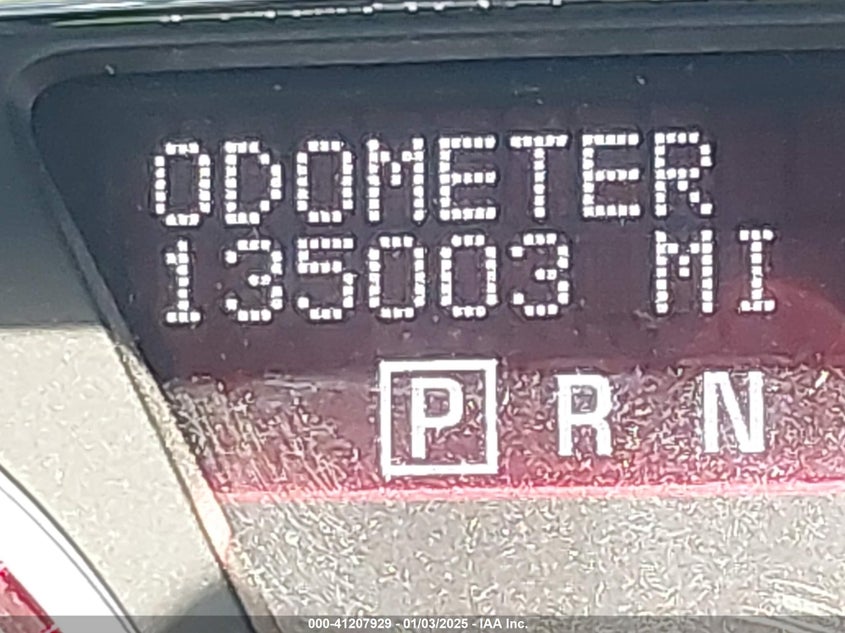 ODOMETER
135003 MI
P R N
000-41207929 - 01/03/2025 - IAA Inc.